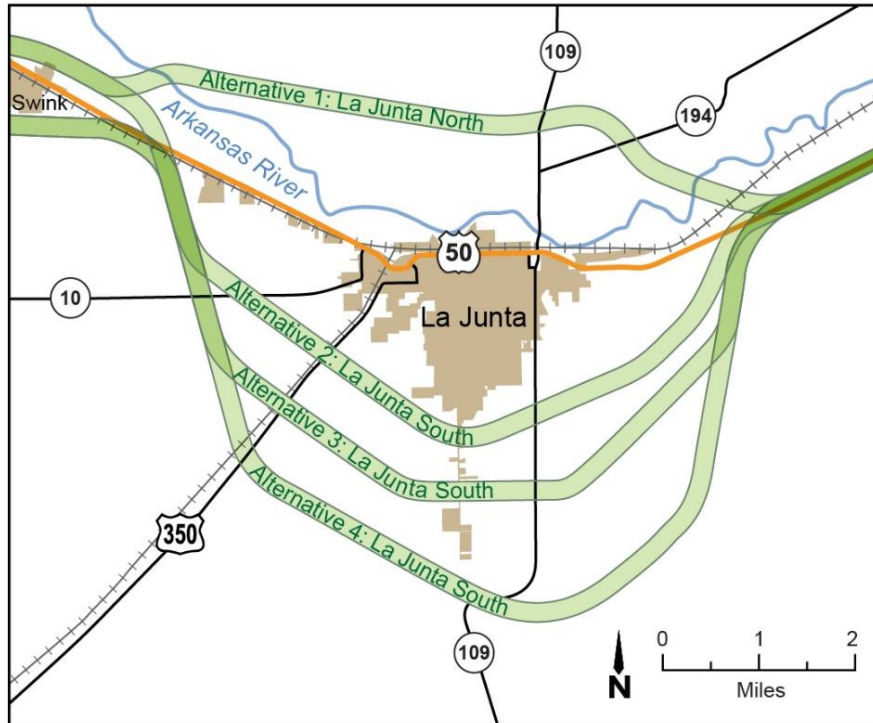 109
Alternative 1: La Junta North
Swink
194
Arkansas River
50
10
La Junta
Alternative 2: La Junta South
Alternative 3: La Junta South
Alternative 4: La Junta South
350
109
0 1 2
N
Miles